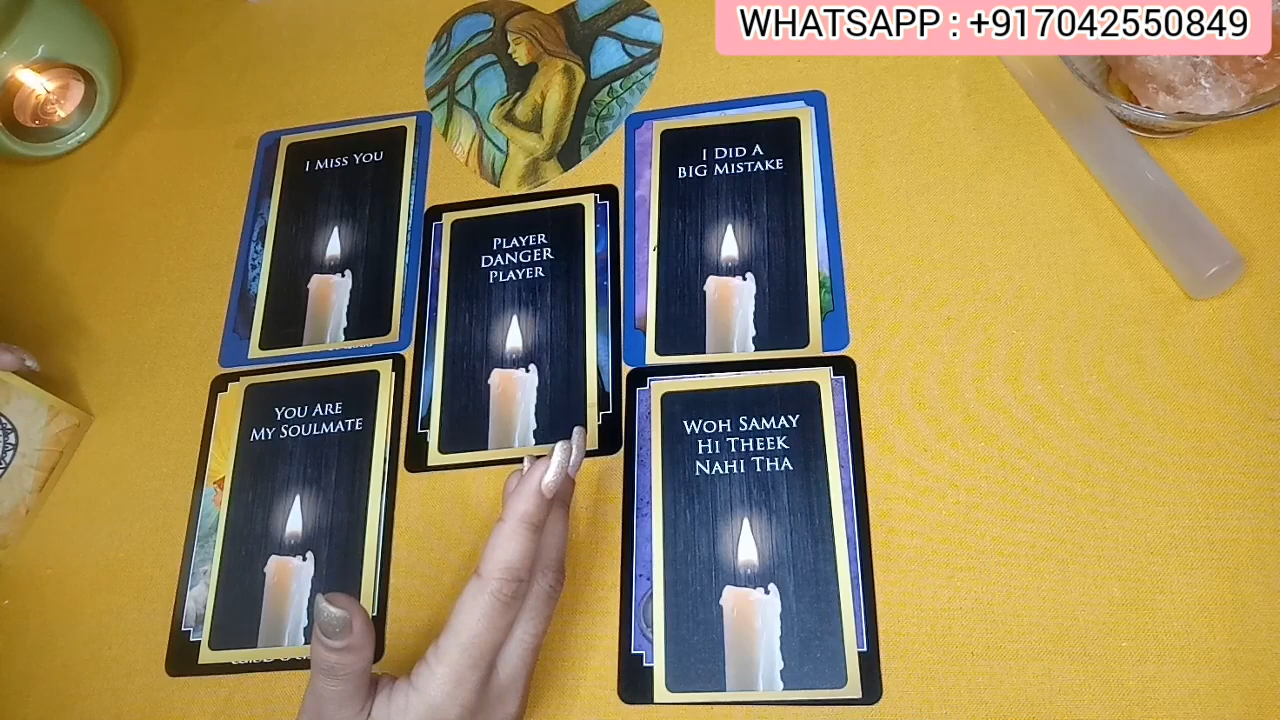 WHATSAPP : +917042550849
I MISS YOU
I DID A
BIG MISTAKE
PLAYER
DANGER
PLAYER
YOU ARE
MY SOULMATE
WOH SAMAY
HI THEEK
NAHI THA